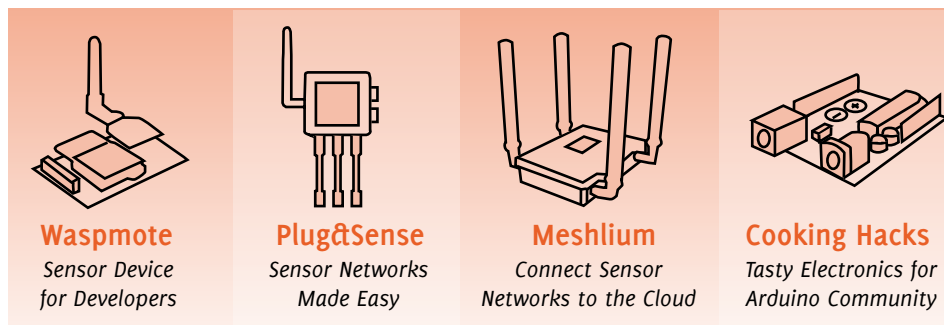 Waspmote
Sensor Device
for Developers
Plug&Sense
Sensor Networks
Made Easy
Meshlium
Connect Sensor
Networks to the Cloud
Cooking Hacks
Tasty Electronics for
Arduino Community